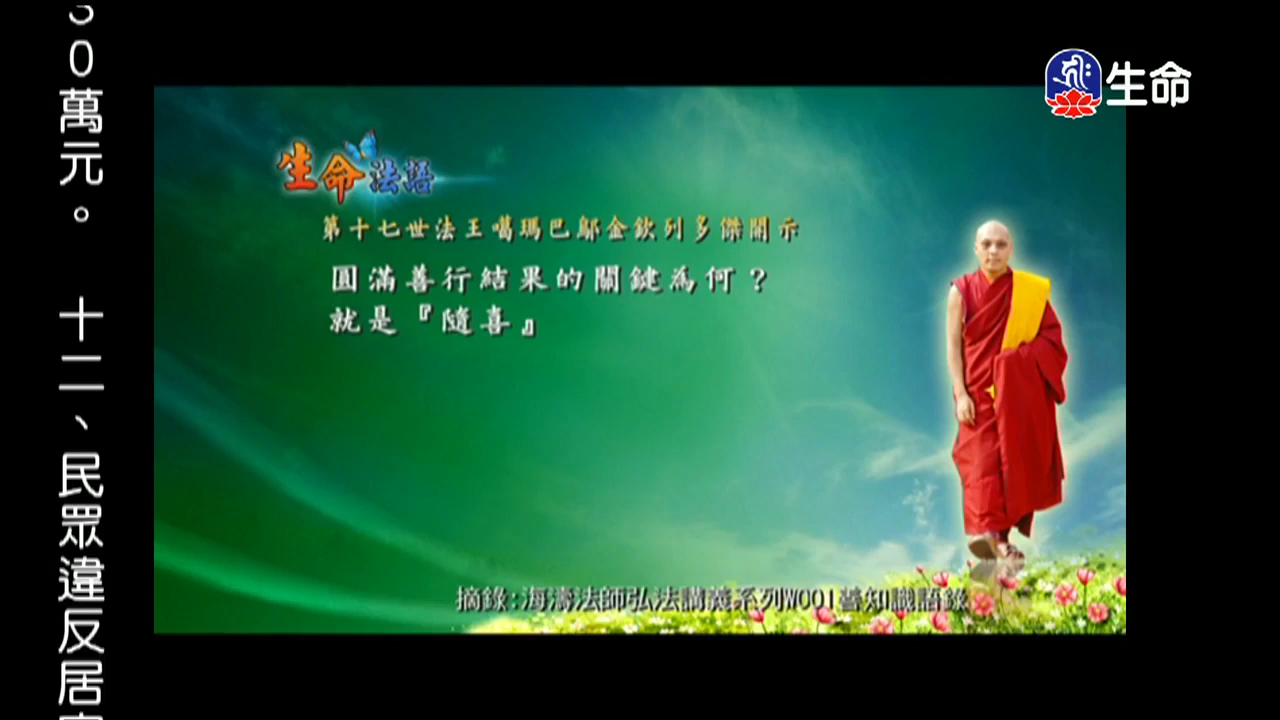 生命
生命法語
第十七世法王噶瑪巴鄔金欽列多傑開示
圓滿善行結果的關鍵為何？
就是『隨喜』
摘錄:海濤法師弘法講義系列W001善知識語錄
0萬元。 十二、民眾違反居